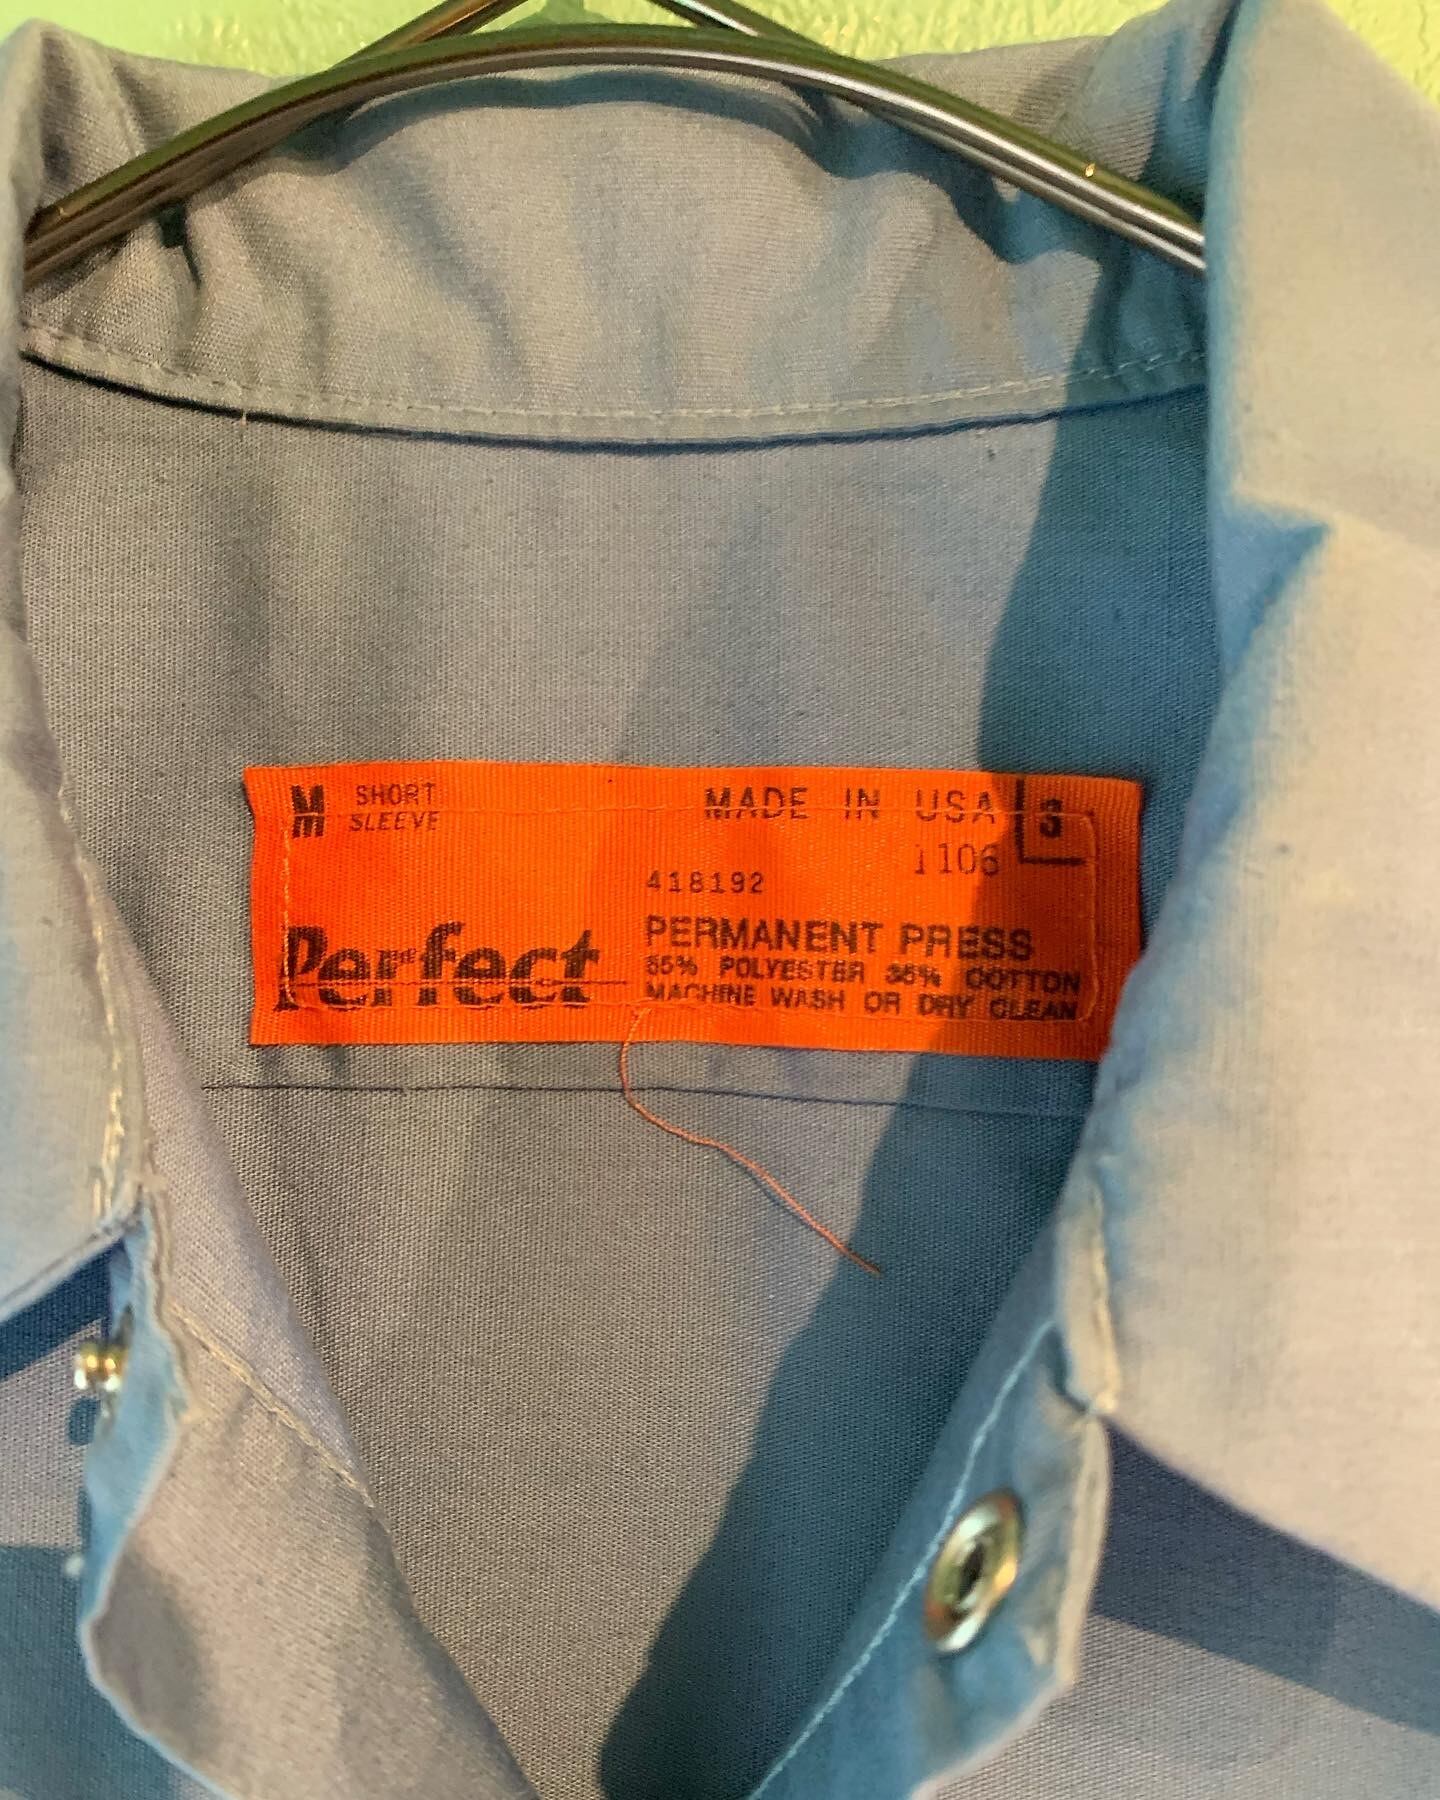 M SHORT SLEEVE
MADE IN USA 3
1106
418192
Perfect
PERMANENT PRESS
65% POLYESTER 35% COTTON
MACHINE WASH OR DRY CLEAN